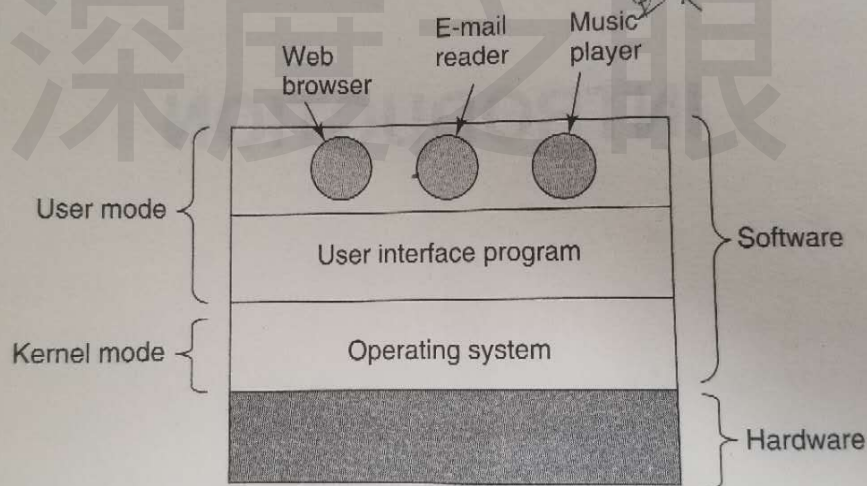 深度之眼
Web
browser
E-mail
reader
Music
player
User mode
User interface program
Software
Kernel mode
Operating system
Hardware